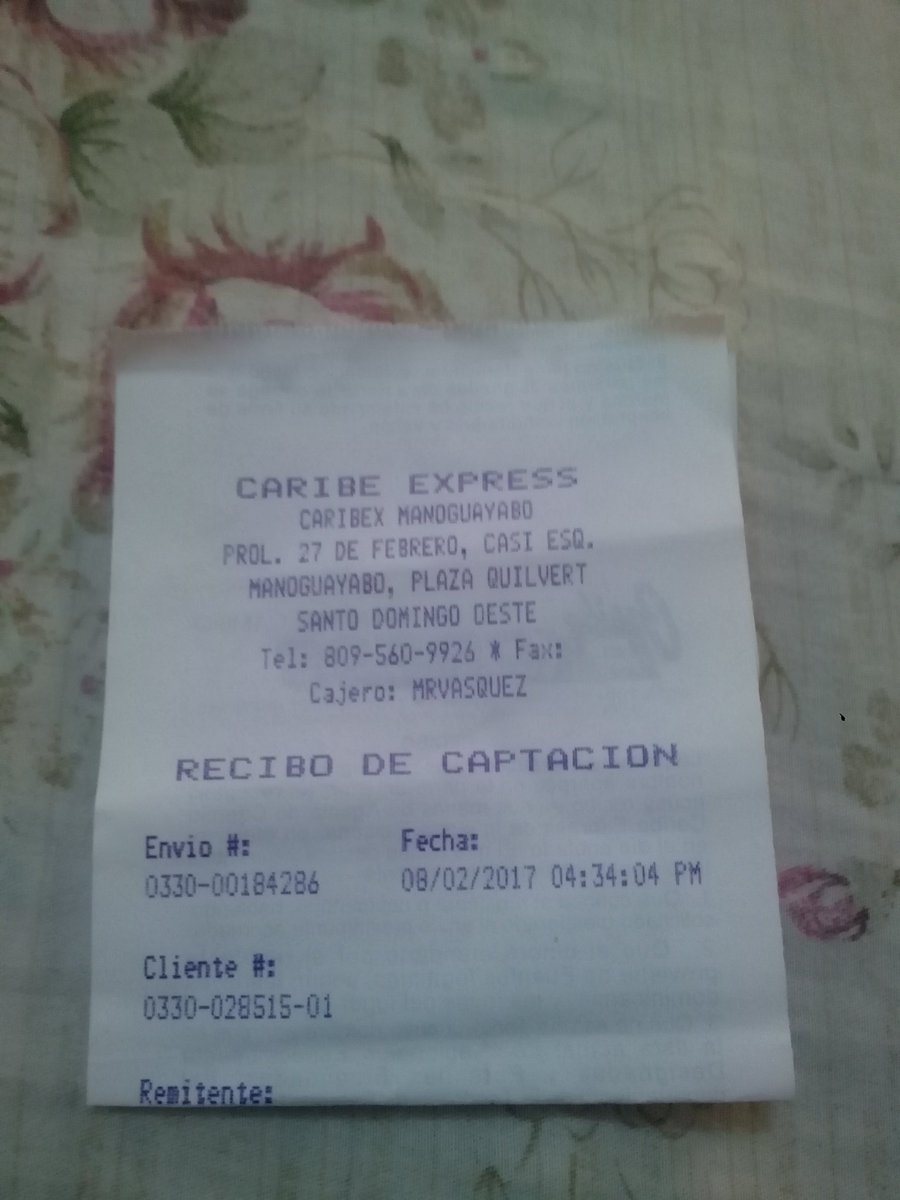 CARIBE EXPRESS
CARIBEX MANOGUAYABO
PROL. 27 DE FEBRERO, CASI ESQ.
MANOGUAYABO, PLAZA QUILVERT
SANTO DOMINGO OESTE
Tel: 809-560-9926 * Fax:
Cajero: MRVASQUEZ
RECIBO DE CAPTACION
Envio #: Fecha:
0330-00184286 08/02/2017 04:34:04 PM
Cliente #:
0330-028515-01
Remitente: